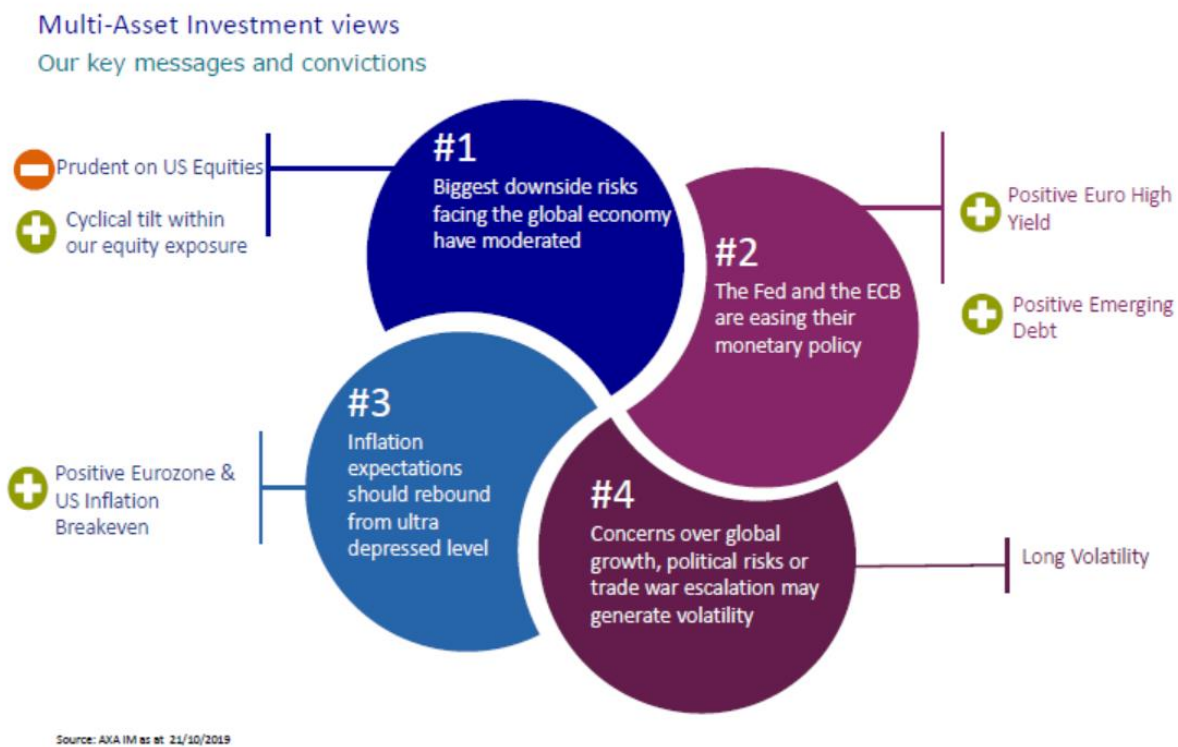 Multi-Asset Investment views
Our key messages and convictions
Prudent on US Equities
Cyclical tilt within
our equity exposure
#1
Biggest downside risks
facing the global economy
have moderated
#2
The Fed and the ECB
are easing their
monetary policy
Positive Euro High
Yield
Positive Emerging
Debt
#3
Inflation
expectations
should rebound
from ultra
depressed level
Positive Eurozone &
US Inflation
Breakeven
#4
Concerns over global
growth, political risks or
trade war escalation may
generate volatility
Long Volatility
Source: AXA IM as at 21/10/2019